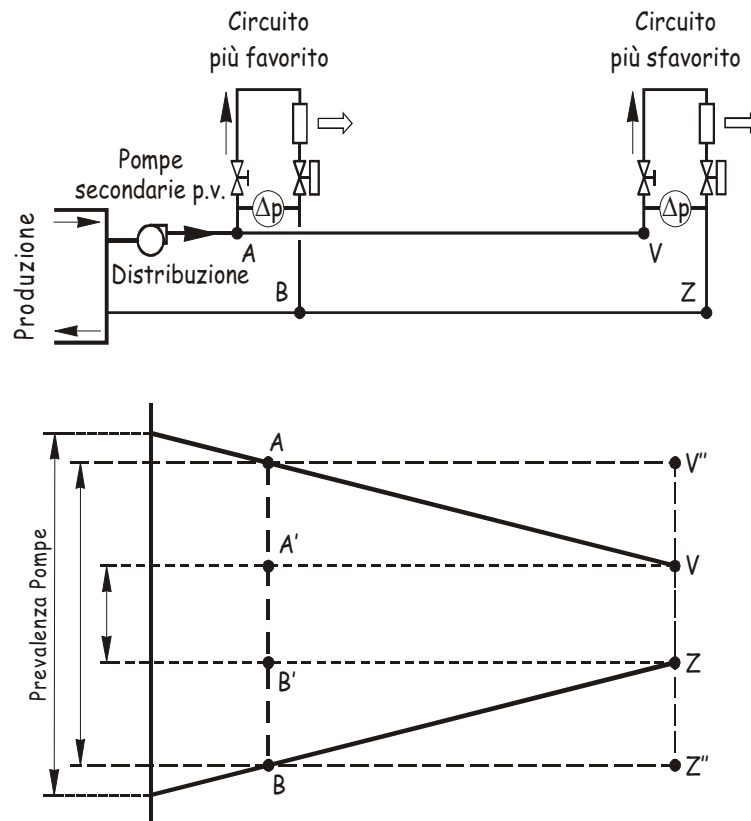 Circuito
più favorito
Circuito
più sfavorito
Pompe
secondarie p.v.
Δp
Δp
Produzione
A
V
Distribuzione
B
Z
A
V"
A'
V
Prevalenza Pompe
Z
B'
B
Z"